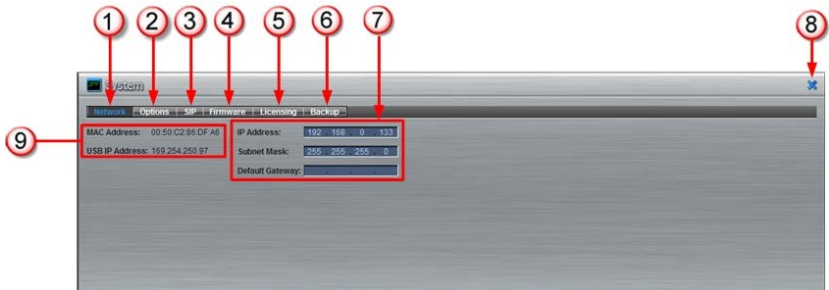 1 2 3 4 5 6 7 8
System
Network Options SIP Firmware Licensing Backup
9
MAC Address: 00:50:C2:86:DF:A6 IP Address: 192 . 168 . 0 . 133
USB IP Address: 169.254.250.97 Subnet Mask: 255 . 255 . 255 . 0
Default Gateway: . . .